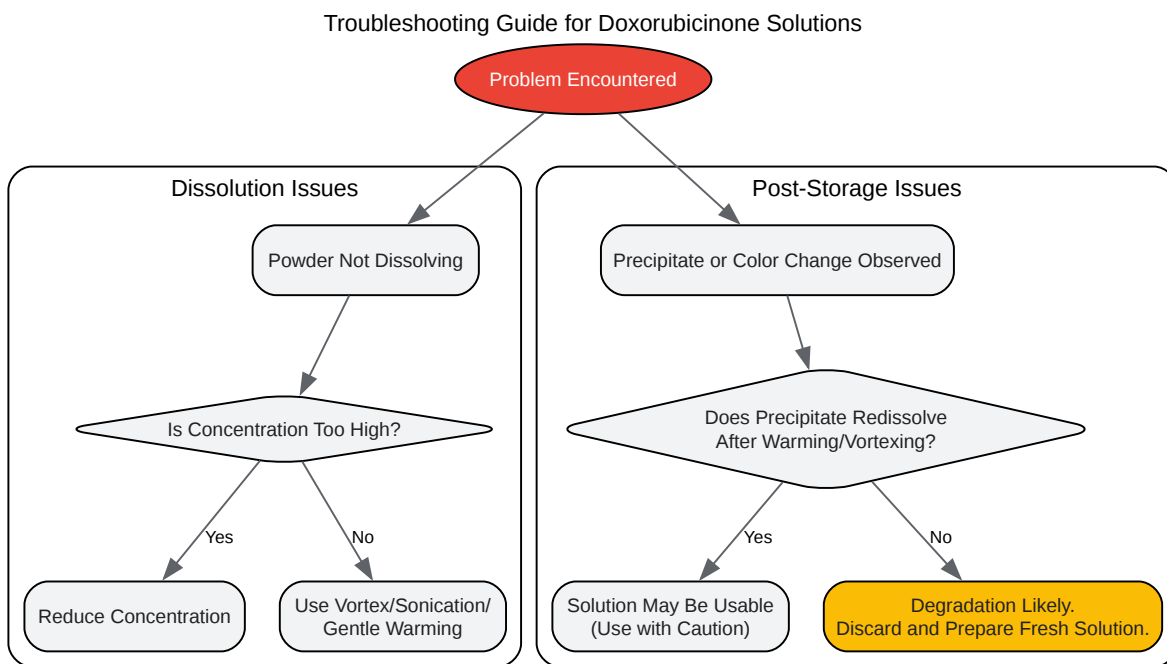 Troubleshooting Guide for Doxorubicinone Solutions
Problem Encountered
Dissolution Issues
Powder Not Dissolving
Is Concentration Too High?
Yes
No
Reduce Concentration
Use Vortex/Sonication/
Gentle Warming
Post-Storage Issues
Precipitate or Color Change Observed
Does Precipitate Redissolve
After Warming/Vortexing?
Yes
No
Solution May Be Usable
(Use with Caution)
Degradation Likely.
Discard and Prepare Fresh Solution.